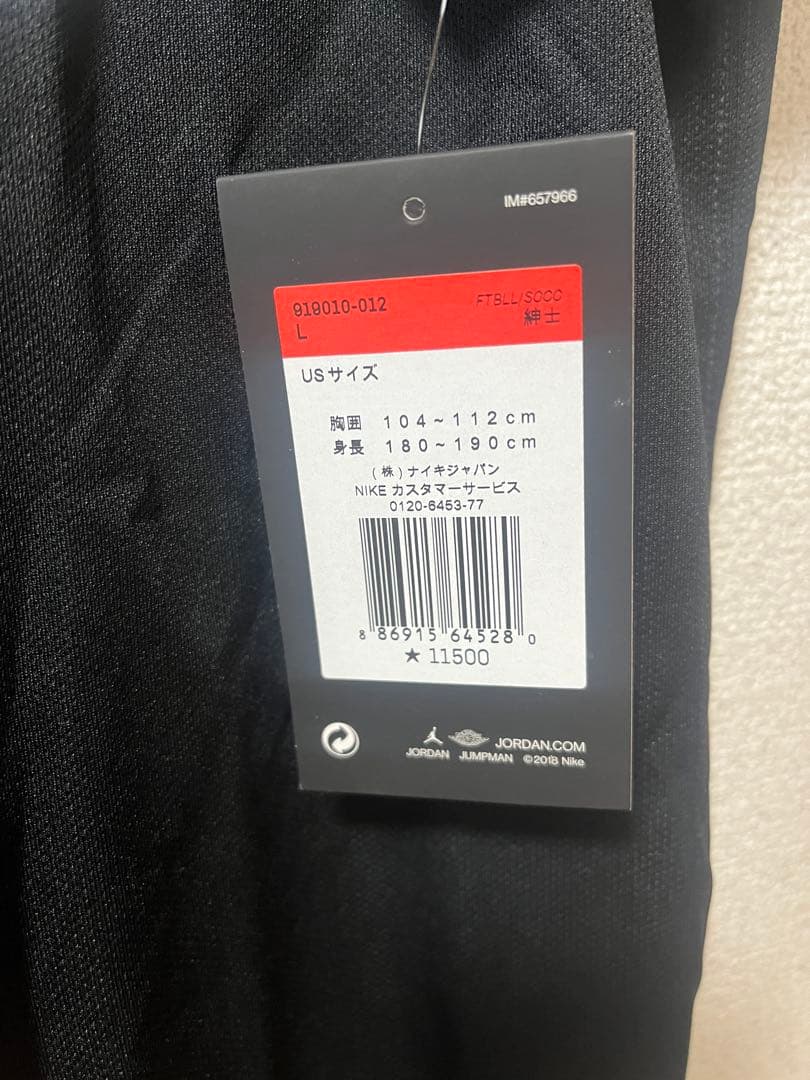 IM#657966
919010-012
FTBLL/SOCC
L
紳士
USサイズ
胸囲 104~112cm
身長 180~190cm
(株)ナイキジャパン
NIKE カスタマーサービス
0120-6453-77
8 86915 64528 0
★ 11500
JORDAN.COM
JORDAN JUMPMAN ©2018 Nike